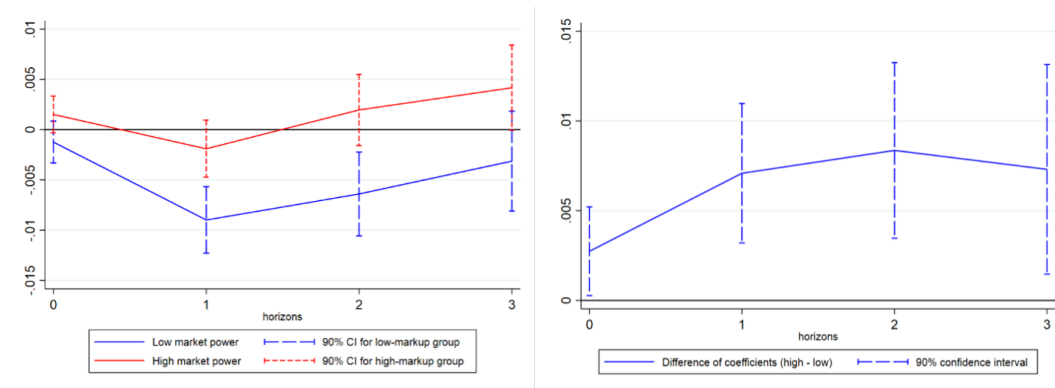 .01
.005
0
-.005
-.01
-.015
0 1 2 3
horizons
Low market power 90% CI for low-markup group
High market power 90% CI for high-markup group
.015
.01
.005
0
0 1 2 3
horizons
Difference of coefficients (high - low) 90% confidence interval